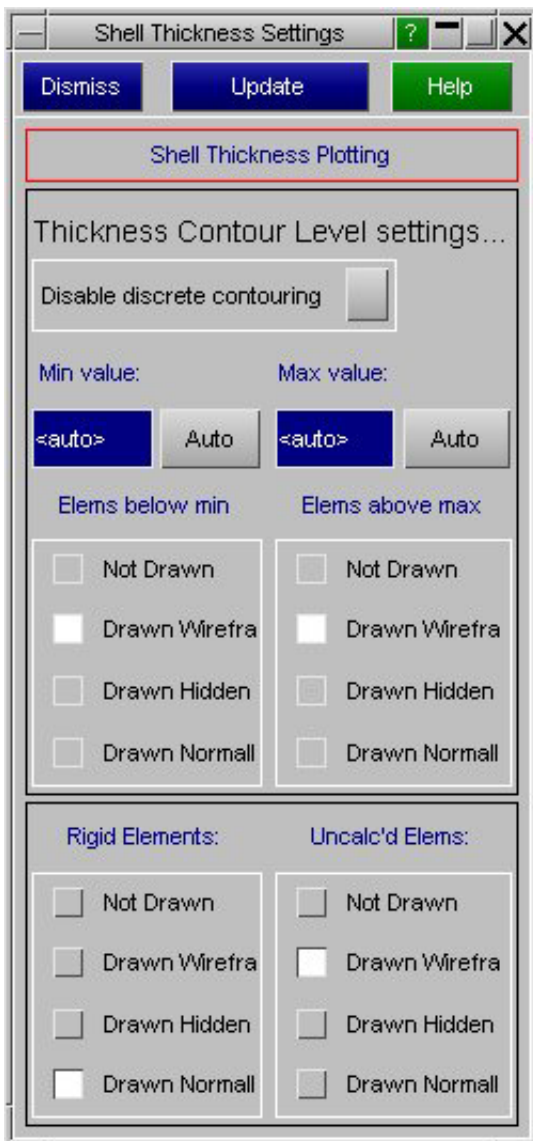 Shell Thickness Settings ?
Dismiss Update Help
Shell Thickness Plotting
Thickness Contour Level settings...
Disable discrete contouring
Min value: Max value:
<auto> Auto <auto> Auto
Elems below min Elems above max
Not Drawn Not Drawn
Drawn Wirefra Drawn Wirefra
Drawn Hidden Drawn Hidden
Drawn Normall Drawn Normall
Rigid Elements: Uncalc'd Elems:
Not Drawn Not Drawn
Drawn Wirefra Drawn Wirefra
Drawn Hidden Drawn Hidden
Drawn Normall Drawn Normall